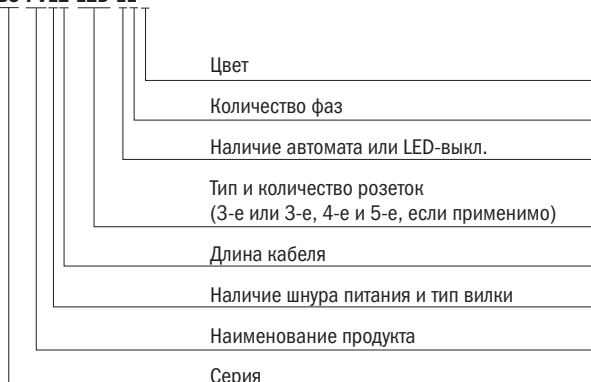 Цвет
Количество фаз
Наличие автомата или LED-выкл.
Тип и количество розеток
(3-е или 3-е, 4-е и 5-е, если применимо)
Длина кабеля
Наличие шнура питания и тип вилки
Наименование продукта
Серия